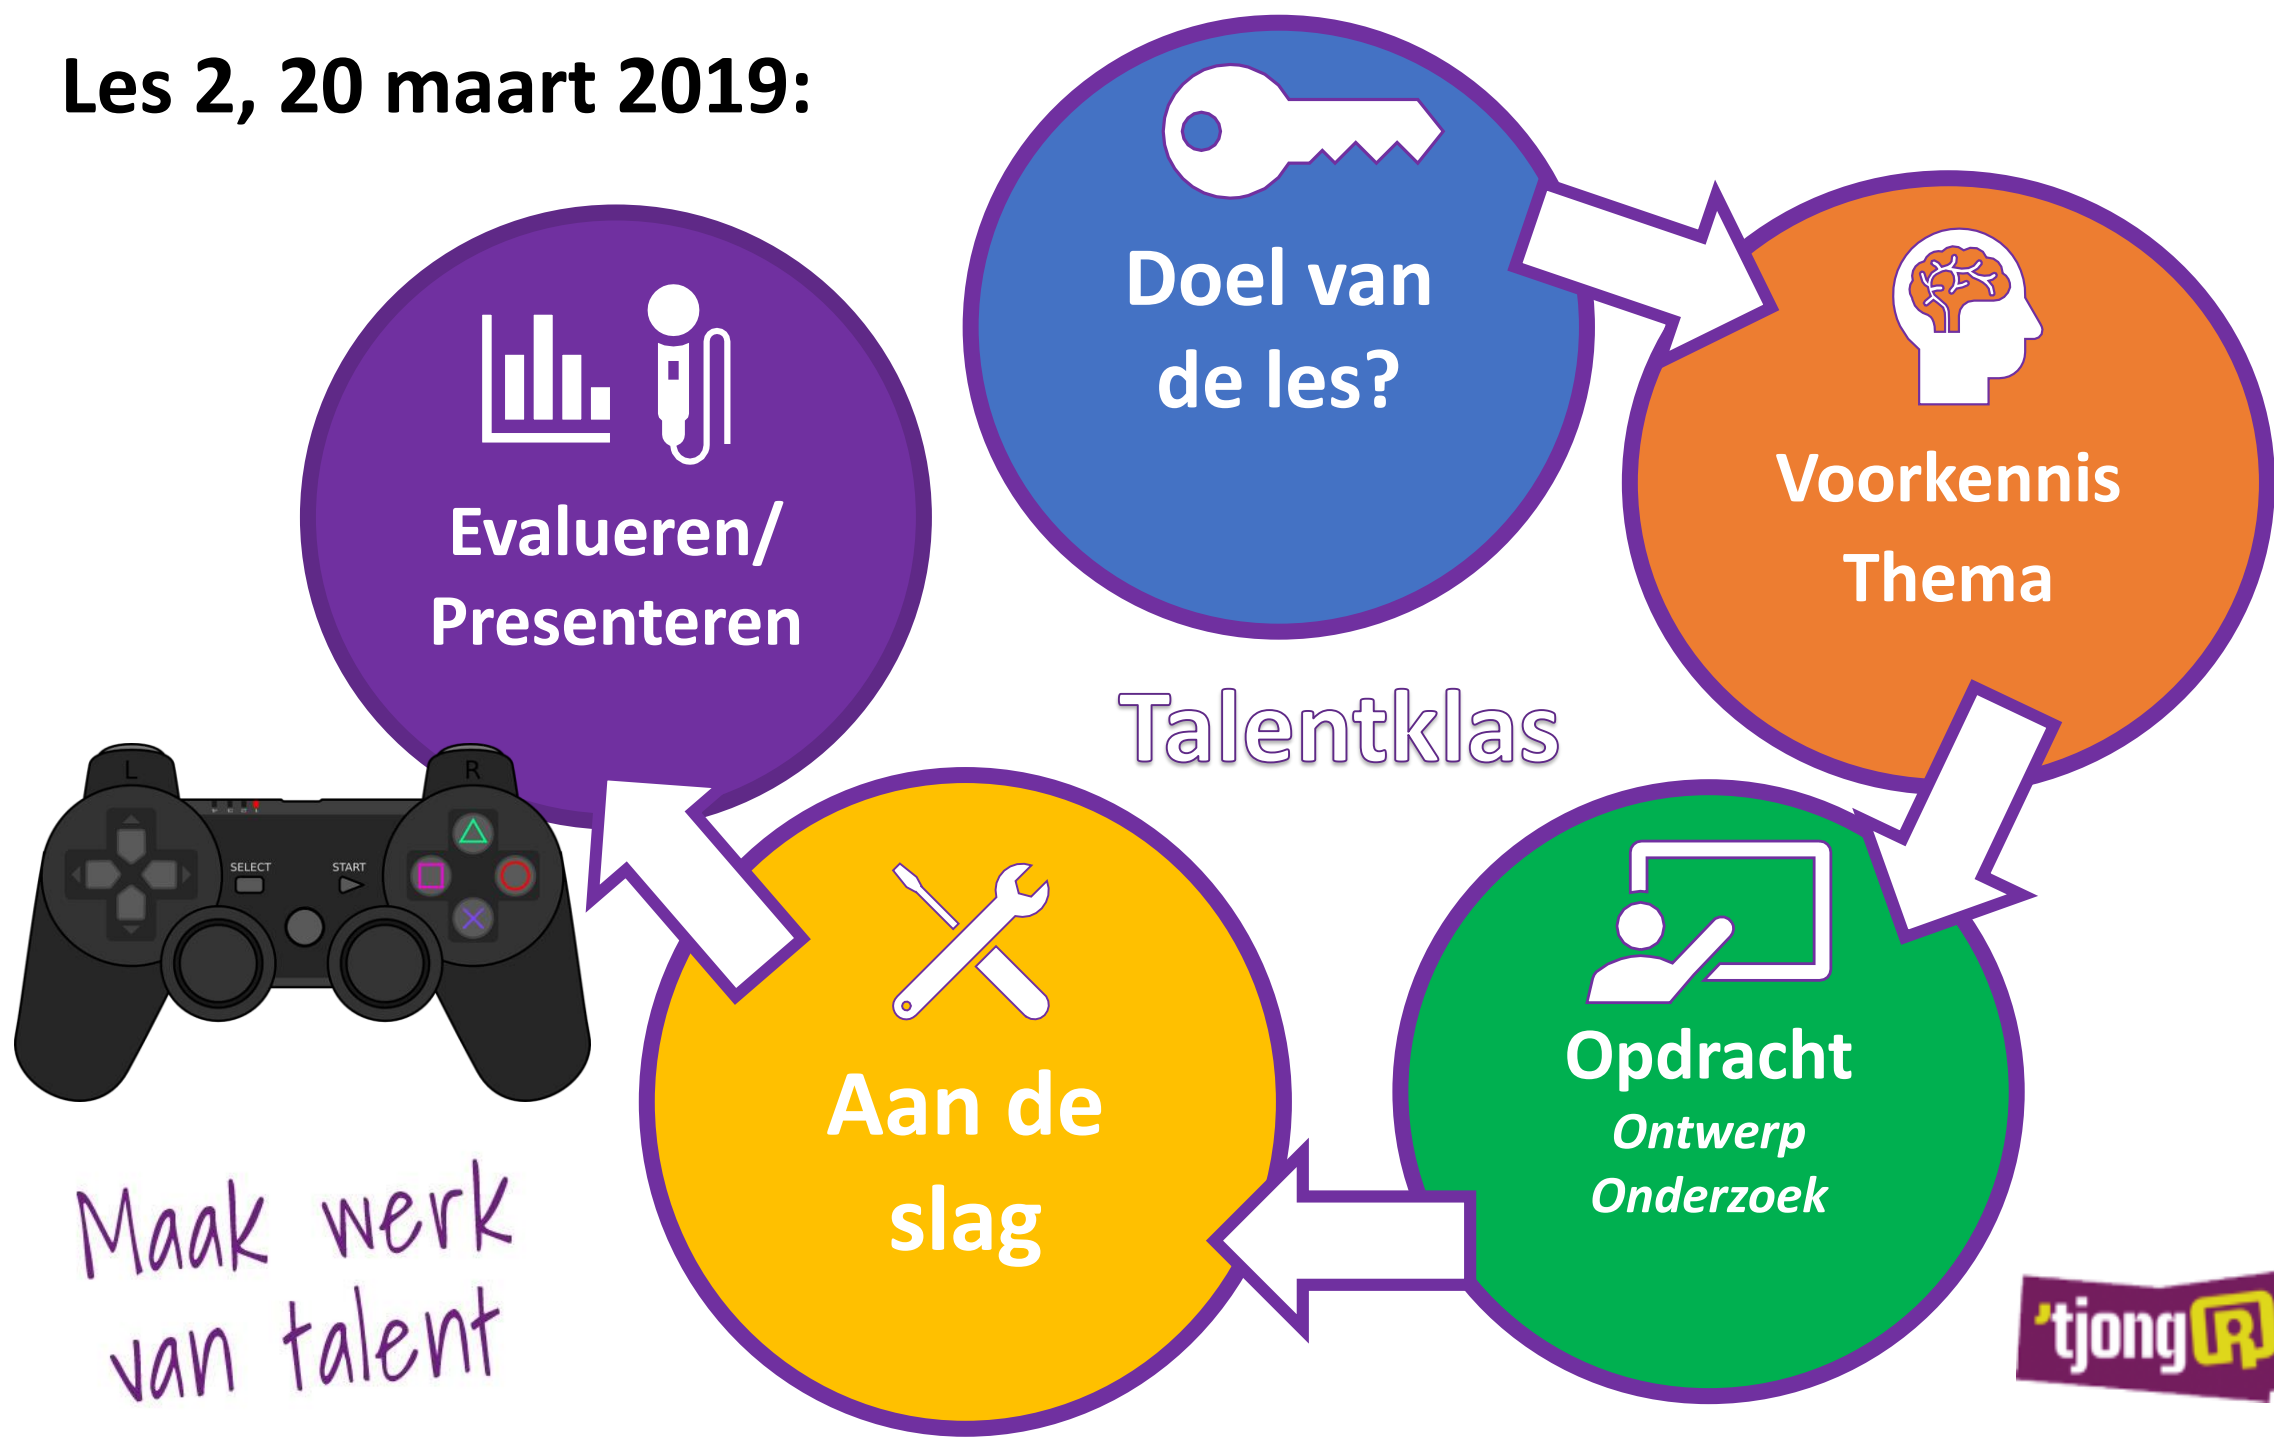 Les 2, 20 maart 2019:
Doel van
de les?
Voorkennis
Thema
Opdracht
Ontwerp
Onderzoek
Aan de
slag
Evalueren/
Presenteren
Talentklas
L
R
SELECT
START
Maak werk
van talent
'tjongR